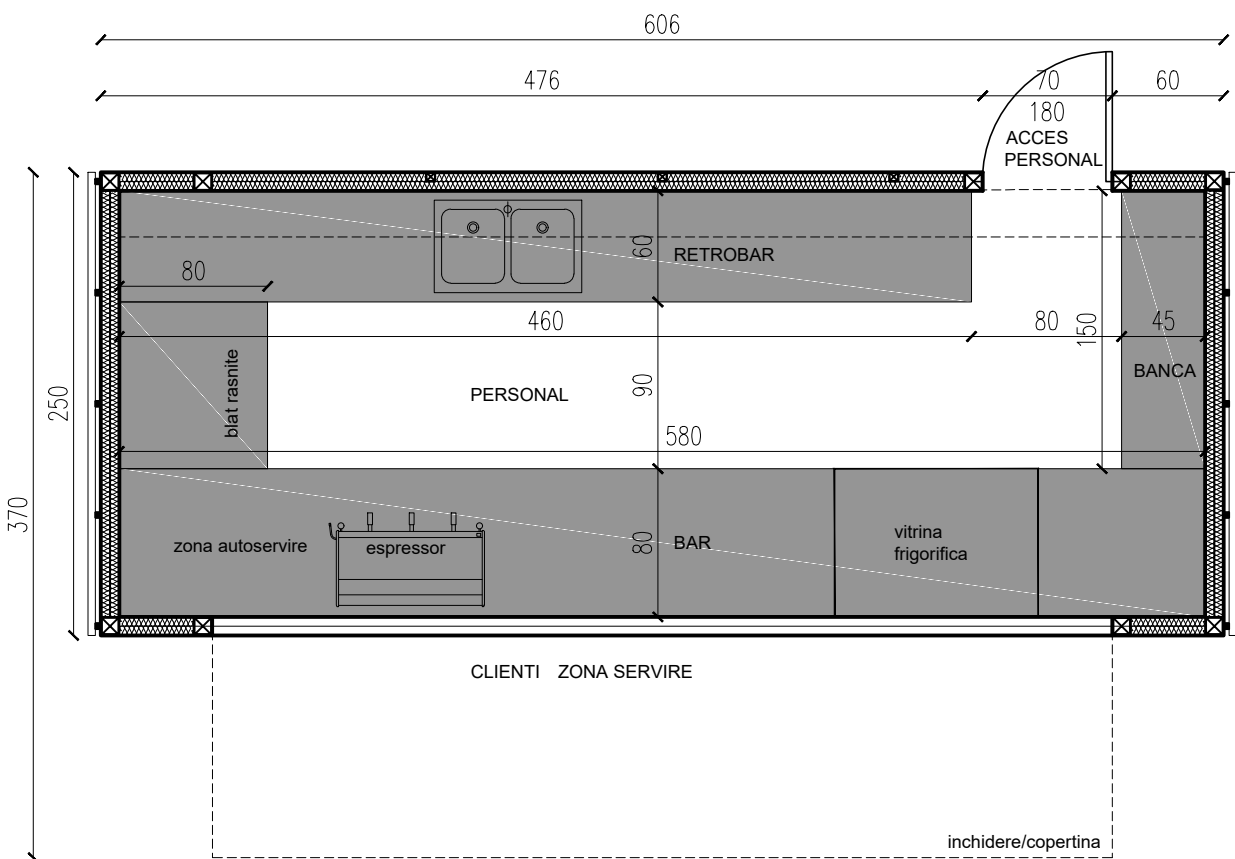 606
476
70
60
180
ACCES
PERSONAL
60
RETROBAR
80
460
80
150
45
BANCA
blat rasnite
PERSONAL
90
250
580
370
zona autoservire
espressor
80
BAR
vitrina
frigorifica
CLIENTI ZONA SERVIRE
inchidere/copertina